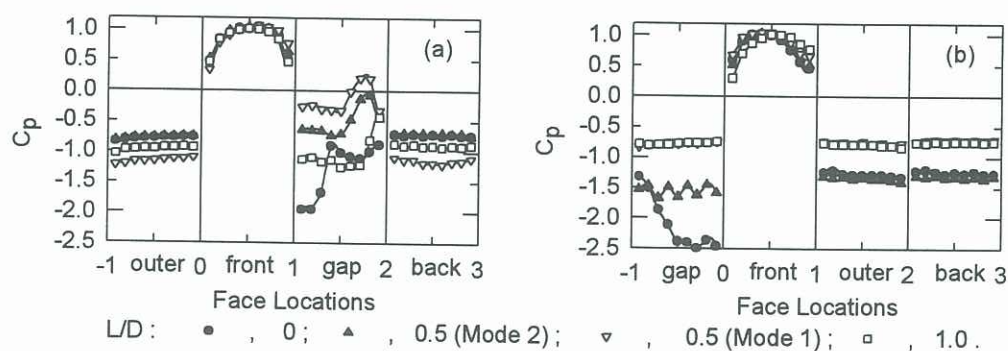 1.0
0.5
0.0
-0.5
-1.0
-1.5
-2.0
-2.5
Cp
(a)
-1 outer 0 front 1 gap 2 back 3
Face Locations
1.0
0.5
0.0
-0.5
-1.0
-1.5
-2.0
-2.5
Cp
(b)
-1 gap 0 front 1 outer 2 back 3
Face Locations
L/D : ● , 0 ; ▲ , 0.5 (Mode 2) ; ▽ , 0.5 (Mode 1) ; □ , 1.0 .